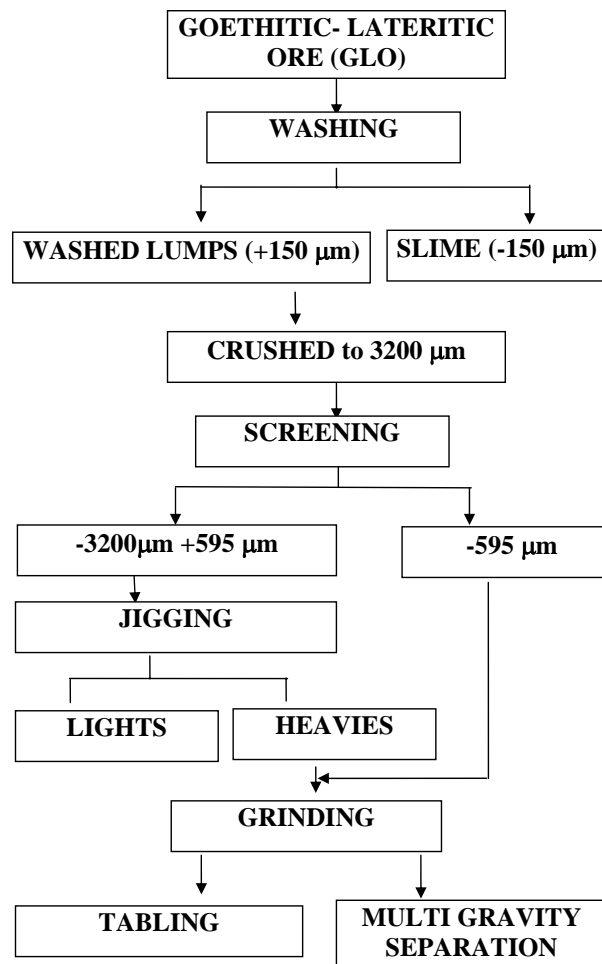 GOETHITIC- LATERITIC
ORE (GLO)
WASHING
WASHED LUMPS (+150 μm)
SLIME (-150 μm)
CRUSHED to 3200 μm
SCREENING
-3200μm +595 μm
-595 μm
JIGGING
LIGHTS
HEAVIES
GRINDING
TABLING
MULTI GRAVITY
SEPARATION